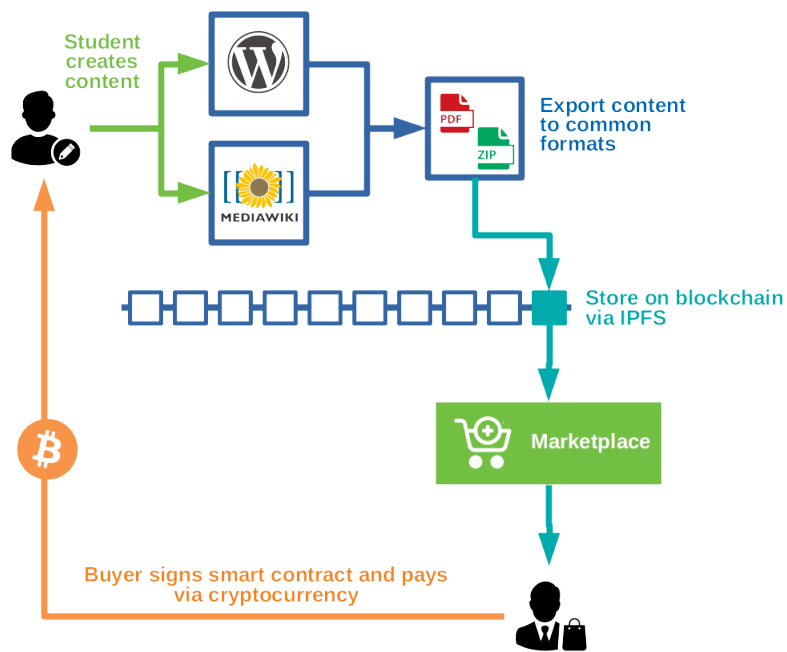 Student
creates
content
W
PDF
ZIP
Export content
to common
formats
[[ ]]
MEDIAWIKI
Store on blockchain
via IPFS
Marketplace
₿
Buyer signs smart contract and pays
via cryptocurrency